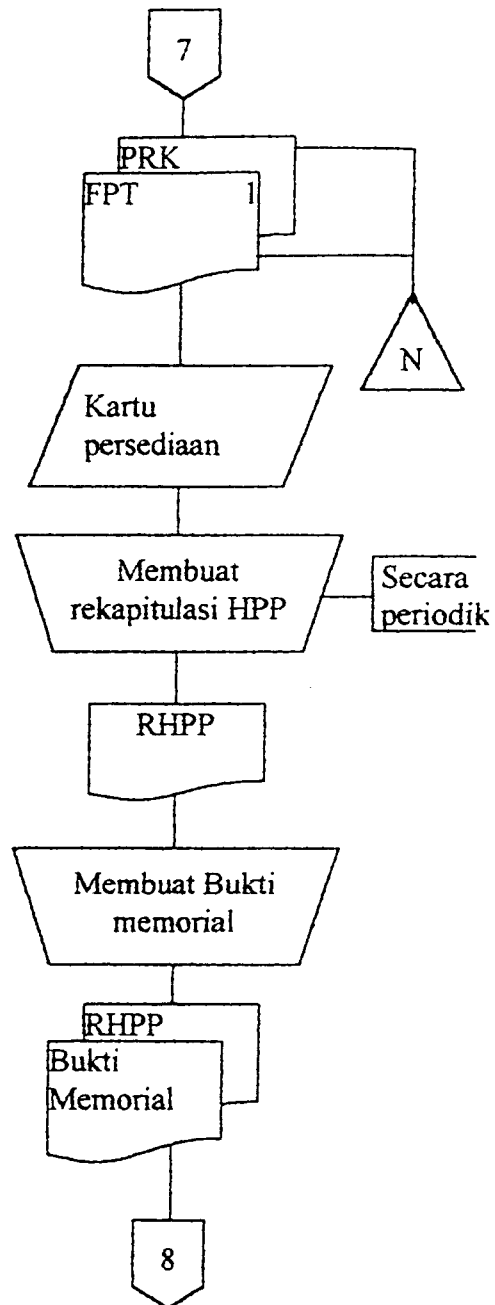 7
PRK
FPT 1
N
Kartu
persediaan
Membuat
rekapitulasi HPP
Secara
periodik
RHPP
Membuat Bukti
memorial
RHPP
Bukti
Memorial
8